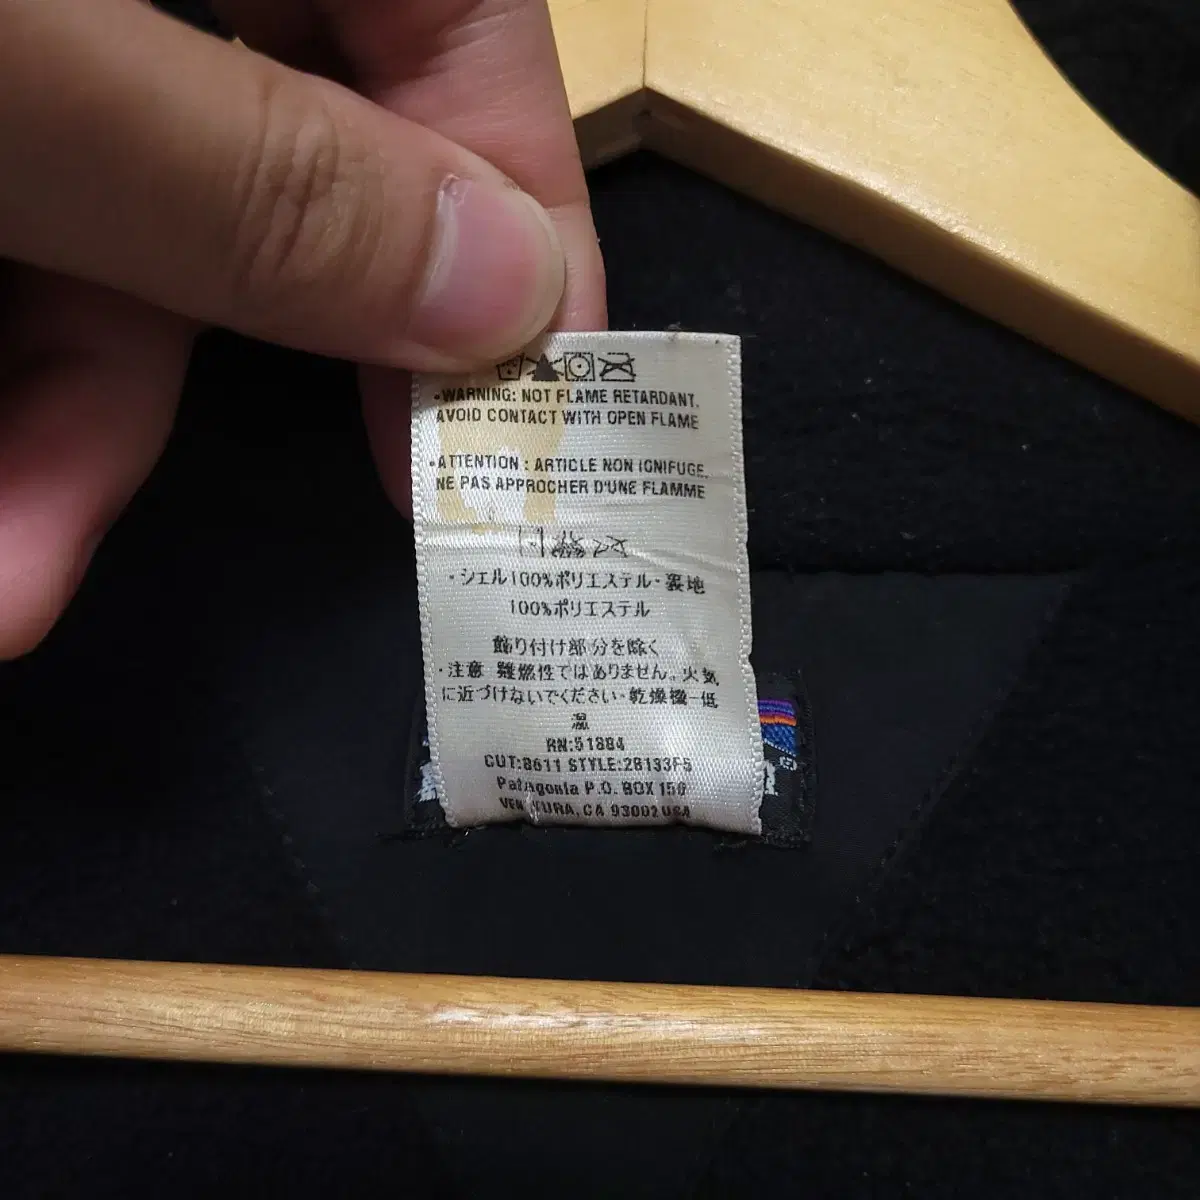 • WARNING: NOT FLAME RETARDANT.
AVOID CONTACT WITH OPEN FLAME
• ATTENTION : ARTICLE NON IGNIFUGE.
NE PAS APPROCHER D'UNE FLAMME
・シェル100%ポリエステル・裏地
100%ポリエステル
飾り付け部分を除く
・注意 難燃性ではありません。火気
に近づけないでください・乾燥機-低
温
RN:51884
CUT:8611 STYLE:28133F5
Patagonia P.O. BOX 150
VENTURA, CA 93002 USA